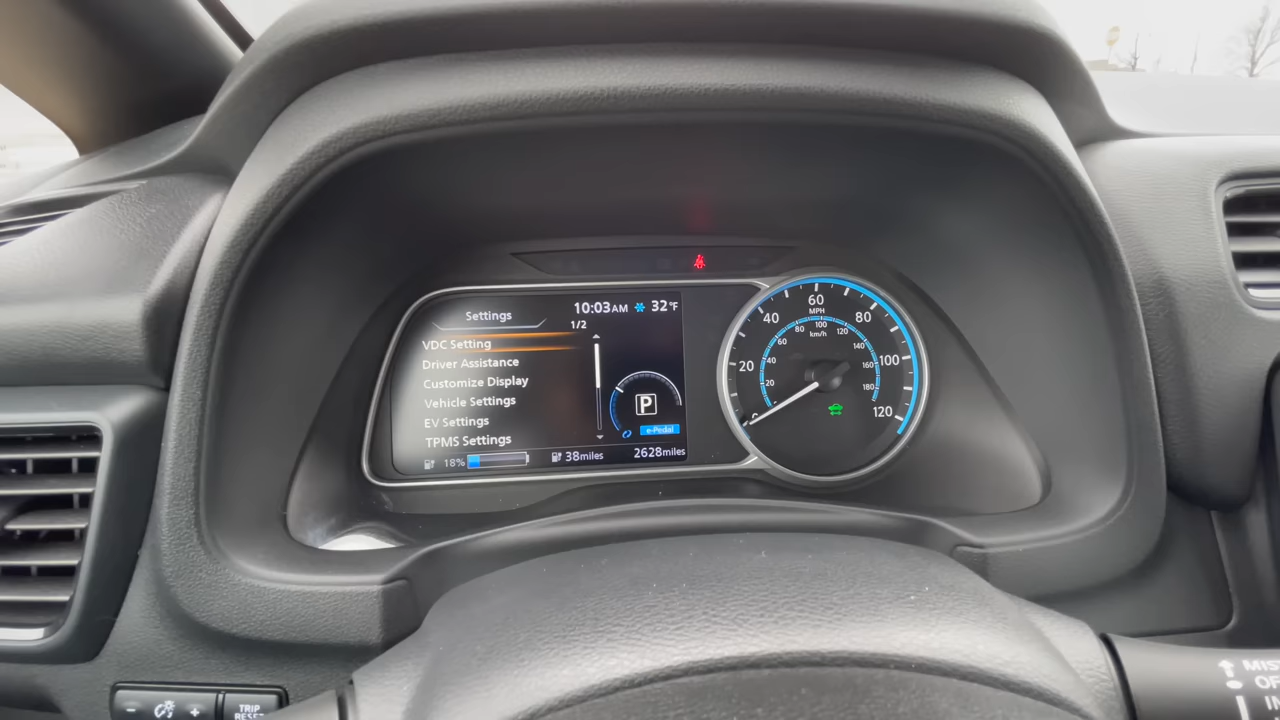 10:03AM 32°F
Settings
1/2
VDC Setting
Driver Assistance
Customize Display
Vehicle Settings
EV Settings
TPMS Settings
P
e-Pedal
18% 38miles 2628miles
0 20 40 60 80 100 120
MPH
20 40 60 80 100 120 140 160 180
km/h
- +
TRIP
RESET
MIST